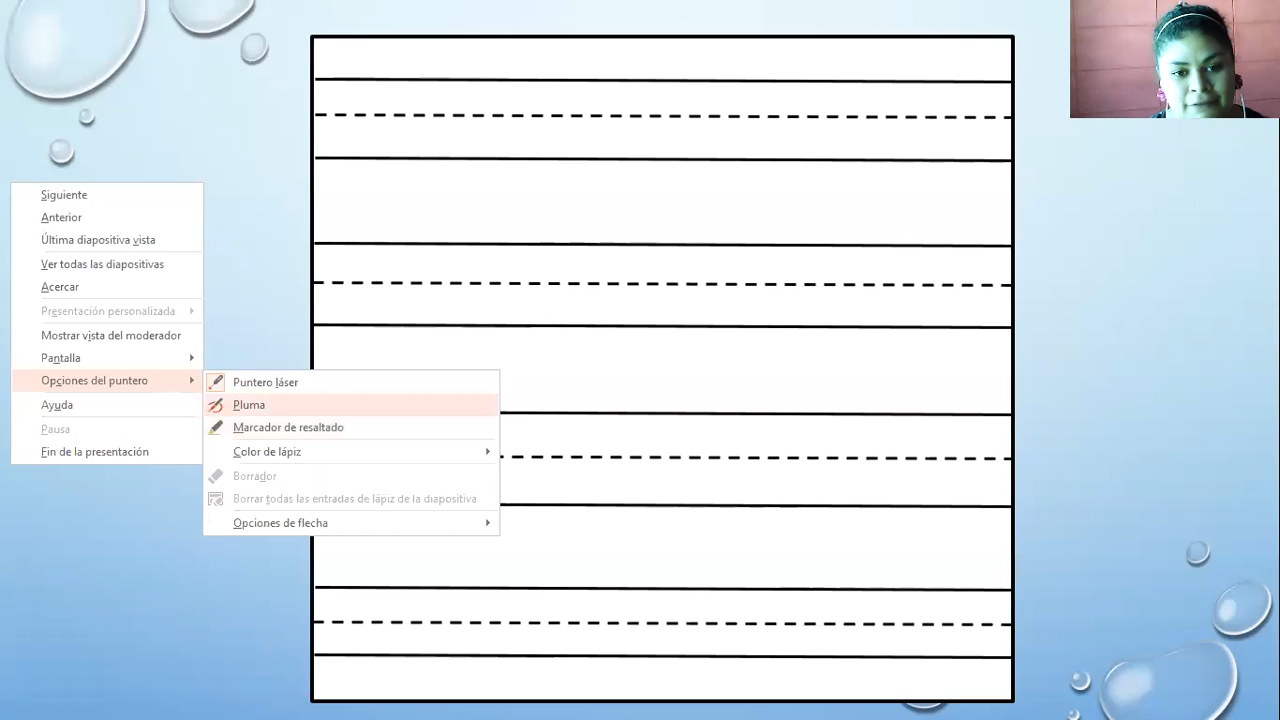 Siguiente
Anterior
Última diapositiva vista
Ver todas las diapositivas
Acercar
Presentación personalizada
Mostrar vista del moderador
Pantalla
Opciones del puntero
Ayuda
Pausa
Fin de la presentación
Puntero láser
Pluma
Marcador de resaltado
Color de lápiz
Borrador
Borrar todas las entradas de lápiz de la diapositiva
Opciones de flecha